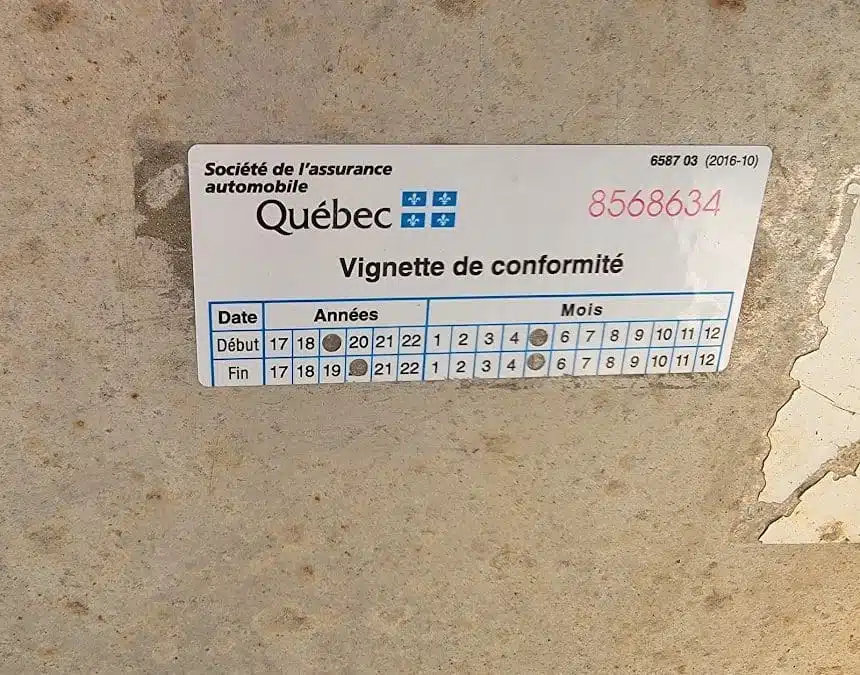 Société de l'assurance
automobile
Québec
6587 03 (2016-10)
8568634
Vignette de conformité
Date Années Mois
Début 17 18 20 21 22 1 2 3 4 6 7 8 9 10 11 12
Fin 17 18 19 21 22 1 2 3 4 6 7 8 9 10 11 12